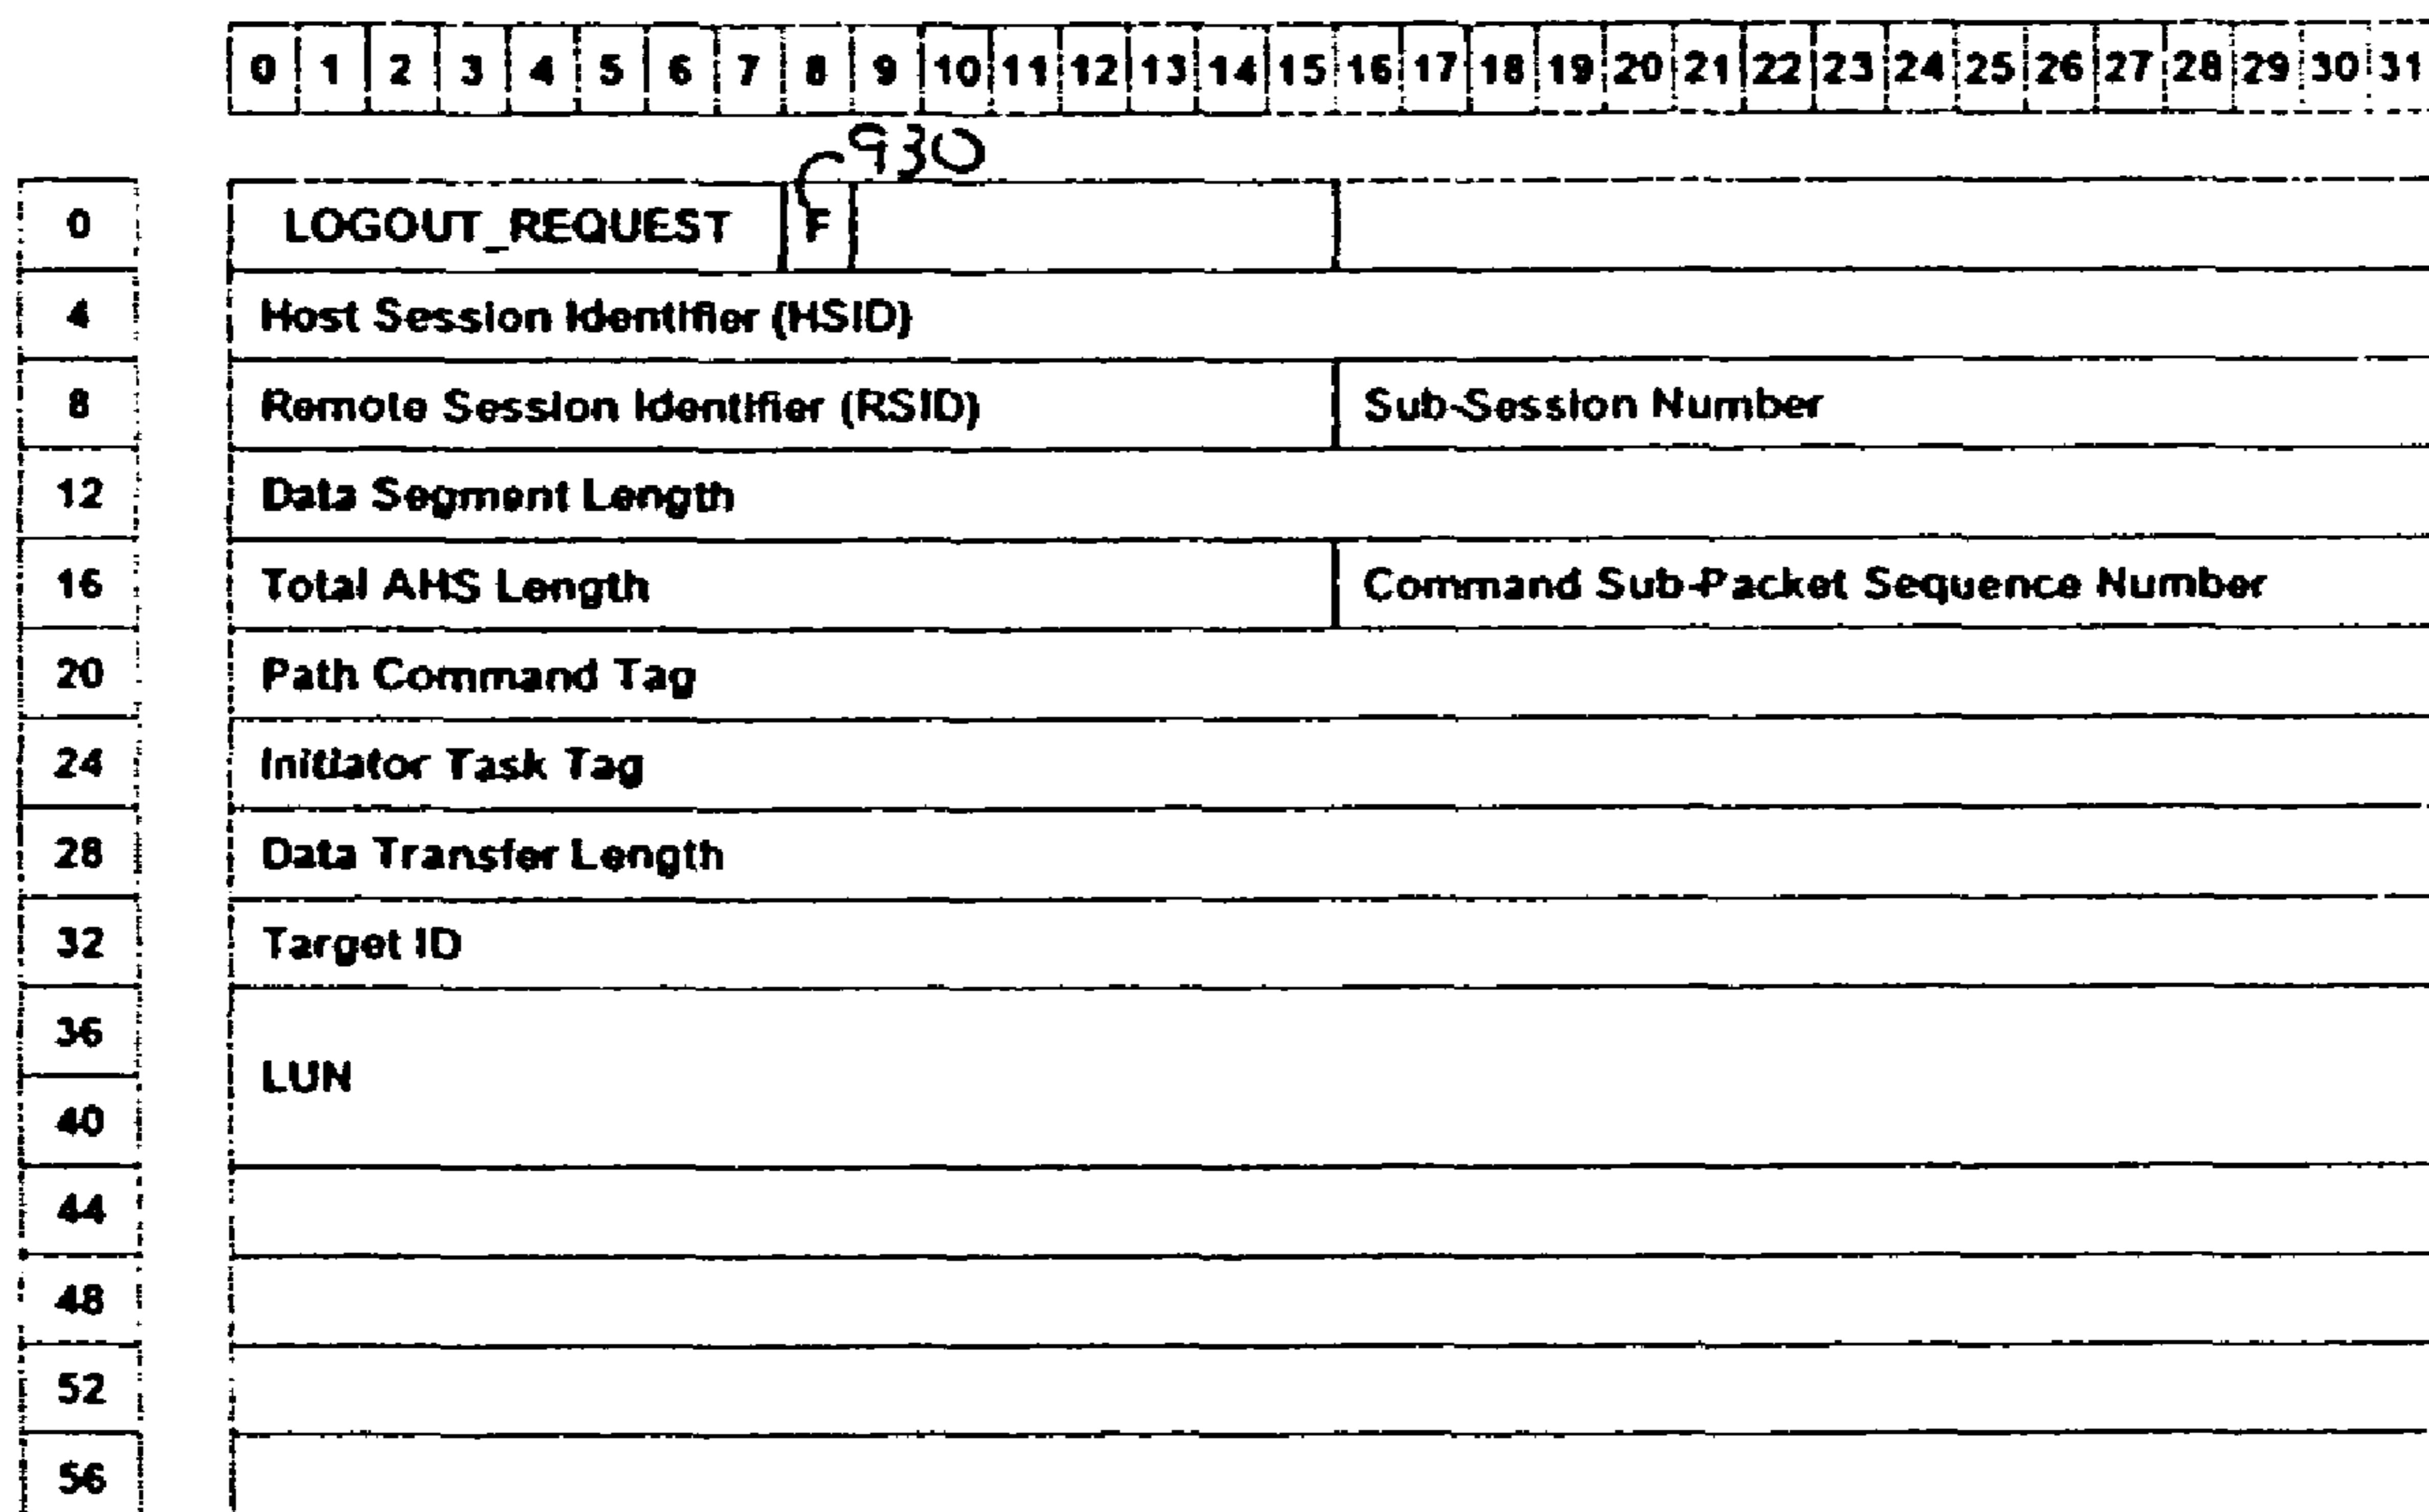 0 1 2 3 4 5 6 7 8 9 10 11 12 13 14 15 16 17 18 19 20 21 22 23 24 25 26 27 28 29 30 31
930
0 LOGOUT_REQUEST F
4 Host Session Identifier (HSID)
8 Remote Session Identifier (RSID) Sub-Session Number
12 Data Segment Length
16 Total AHS Length Command Sub-Packet Sequence Number
20 Path Command Tag
24 Initiator Task Tag
28 Data Transfer Length
32 Target ID
36
LUN
40
44
48
52
56